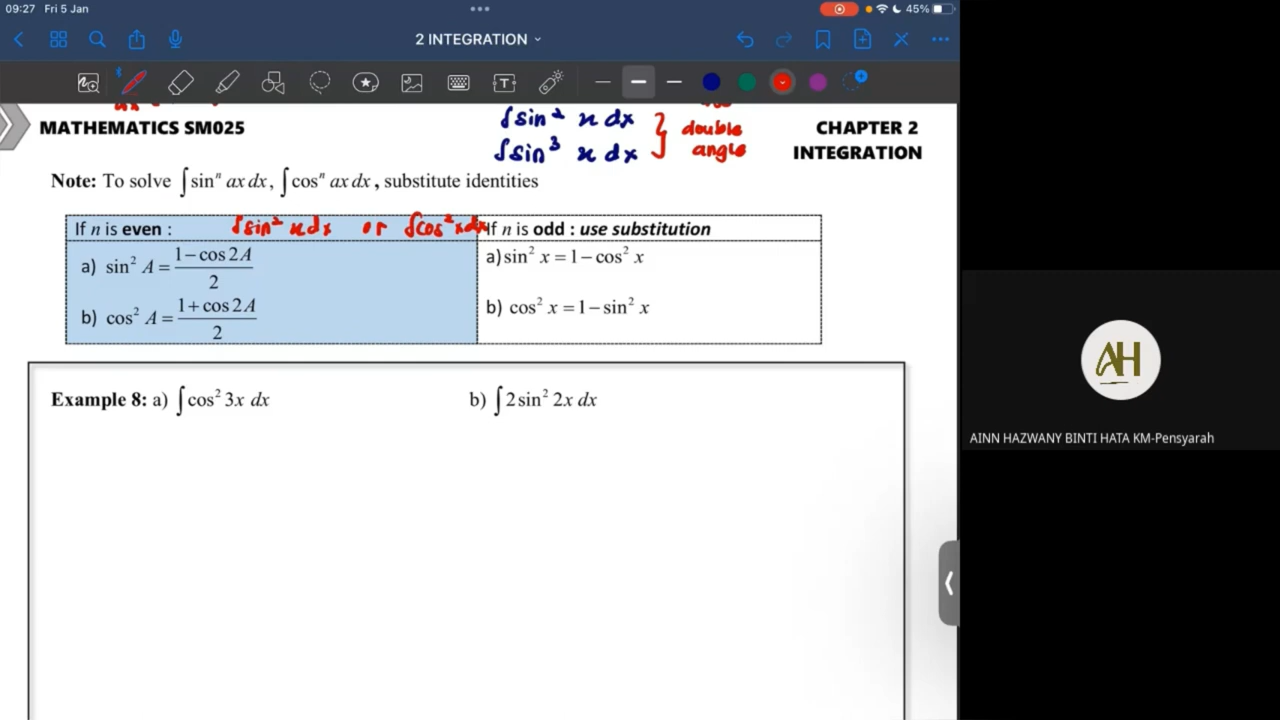 09:27 Fri 5 Jan
45%
2 INTEGRATION
∫sin² x dx
∫sin³ x dx
double
angle
MATHEMATICS SM025
CHAPTER 2
INTEGRATION
Note: To solve ∫sinⁿ ax dx, ∫cosⁿ ax dx, substitute identities
If n is even : ∫sin² x dx or ∫cos² x dx
a) sin² A = (1 − cos 2A)/2
b) cos² A = (1 + cos 2A)/2
If n is odd : use substitution
a) sin² x = 1 − cos² x
b) cos² x = 1 − sin² x
Example 8: a) ∫cos² 3x dx
b) ∫2 sin² 2x dx
AH
AINN HAZWANY BINTI HATA KM-Pensyarah